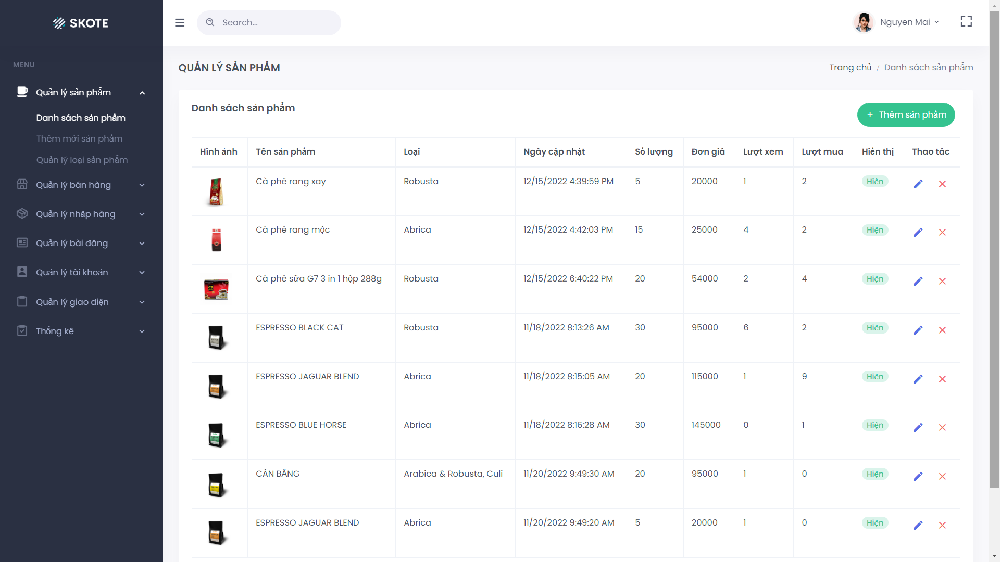 SKOTE
Search...
Nguyen Mai
MENU
Quản lý sản phẩm
Danh sách sản phẩm
Thêm mới sản phẩm
Quản lý loại sản phẩm
Quản lý bán hàng
Quản lý nhập hàng
Quản lý bài đăng
Quản lý tài khoản
Quản lý giao diện
Thống kê
QUẢN LÝ SẢN PHẨM
Trang chủ / Danh sách sản phẩm
Danh sách sản phẩm
+ Thêm sản phẩm
Hình ảnh Tên sản phẩm Loại Ngày cập nhật Số lượng Đơn giá Lượt xem Lượt mua Hiển thị Thao tác
Cà phê rang xay Robusta 12/15/2022 4:39:59 PM 5 20000 1 2 Hiện
Cà phê rang mộc Abrica 12/15/2022 4:42:03 PM 15 25000 4 2 Hiện
Cà phê sữa G7 3 in 1 hộp 288g Robusta 12/15/2022 6:40:22 PM 20 54000 2 4 Hiện
ESPRESSO BLACK CAT Robusta 11/18/2022 8:13:26 AM 30 95000 6 2 Hiện
ESPRESSO JAGUAR BLEND Abrica 11/18/2022 8:15:05 AM 20 115000 1 9 Hiện
ESPRESSO BLUE HORSE Abrica 11/18/2022 8:16:28 AM 30 145000 0 1 Hiện
CÂN BẰNG Arabica & Robusta, Culi 11/20/2022 9:49:30 AM 20 95000 1 0 Hiện
ESPRESSO JAGUAR BLEND Abrica 11/20/2022 9:49:20 AM 5 20000 1 0 Hiện